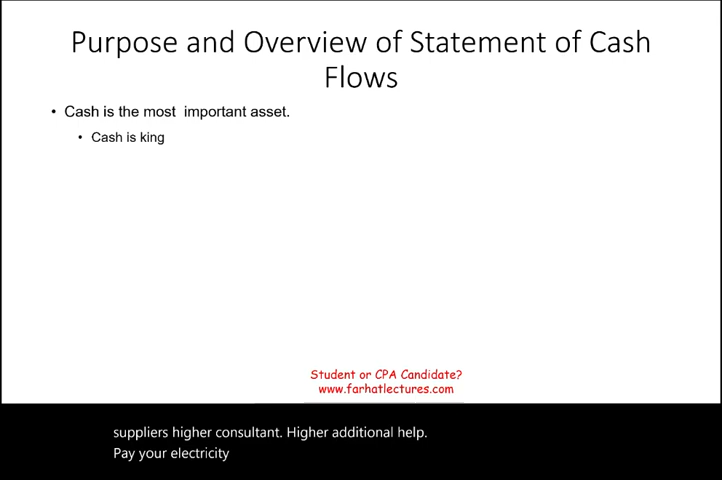 Purpose and Overview of Statement of Cash
Flows
• Cash is the most important asset.
• Cash is king
Student or CPA Candidate?
www.farhatlectures.com
suppliers higher consultant. Higher additional help.
Pay your electricity